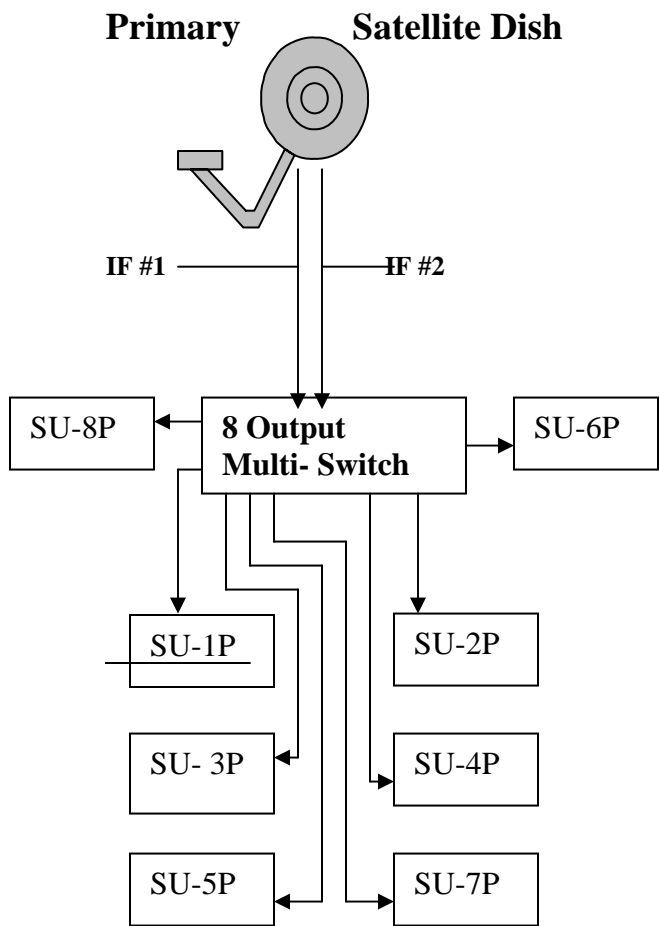 Primary Satellite Dish
IF #1
IF #2
SU-8P
8 Output
Multi- Switch
SU-6P
SU-1P
SU-2P
SU- 3P
SU-4P
SU-5P
SU-7P